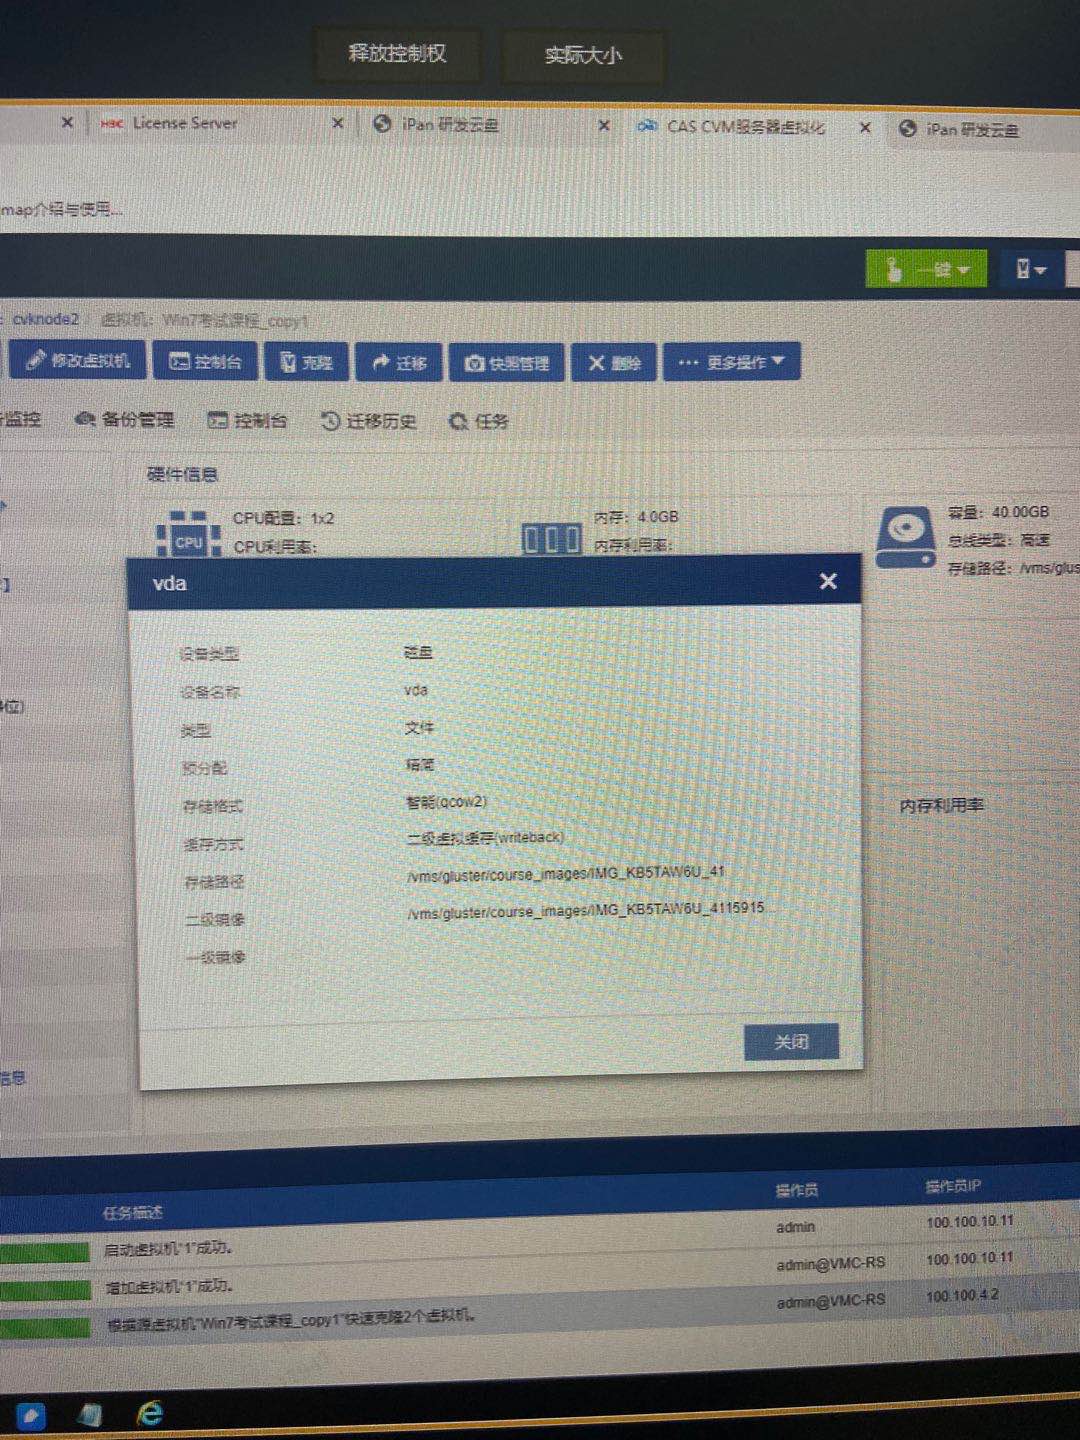 释放控制权 实际大小
H3C License Server iPan 研发云盘 CAS CVM服务器虚拟化 iPan 研发云盘
map介绍与使用...
一键
cvknode2 / 虚拟机：Win7考试课程_copy1
修改虚拟机 控制台 克隆 迁移 快照管理 删除 更多操作
监控 备份管理 控制台 迁移历史 任务
硬件信息
CPU配置：1x2 内存：4.0GB 容量：40.00GB
CPU
CPU利用率： 内存利用率： 总线类型：高速
存储路径：/vms/glus
vda
设备类型 磁盘
设备名称 vda
位)
类型 文件
预分配 精简
存储格式 智能(qcow2)
内存利用率
缓存方式 二级虚拟缓存(writeback)
存储路径 /vms/gluster/course_images/IMG_KB5TAW6U_41
二级镜像 /vms/gluster/course_images/IMG_KB5TAW6U_4115915...
一级镜像
关闭
信息
任务描述 操作员 操作员IP
启动虚拟机"1"成功。 admin 100.100.10.11
增加虚拟机"1"成功。 admin@VMC-RS 100.100.10.11
根据源虚拟机"Win7考试课程_copy1"快速克隆2个虚拟机。 admin@VMC-RS 100.100.4.2